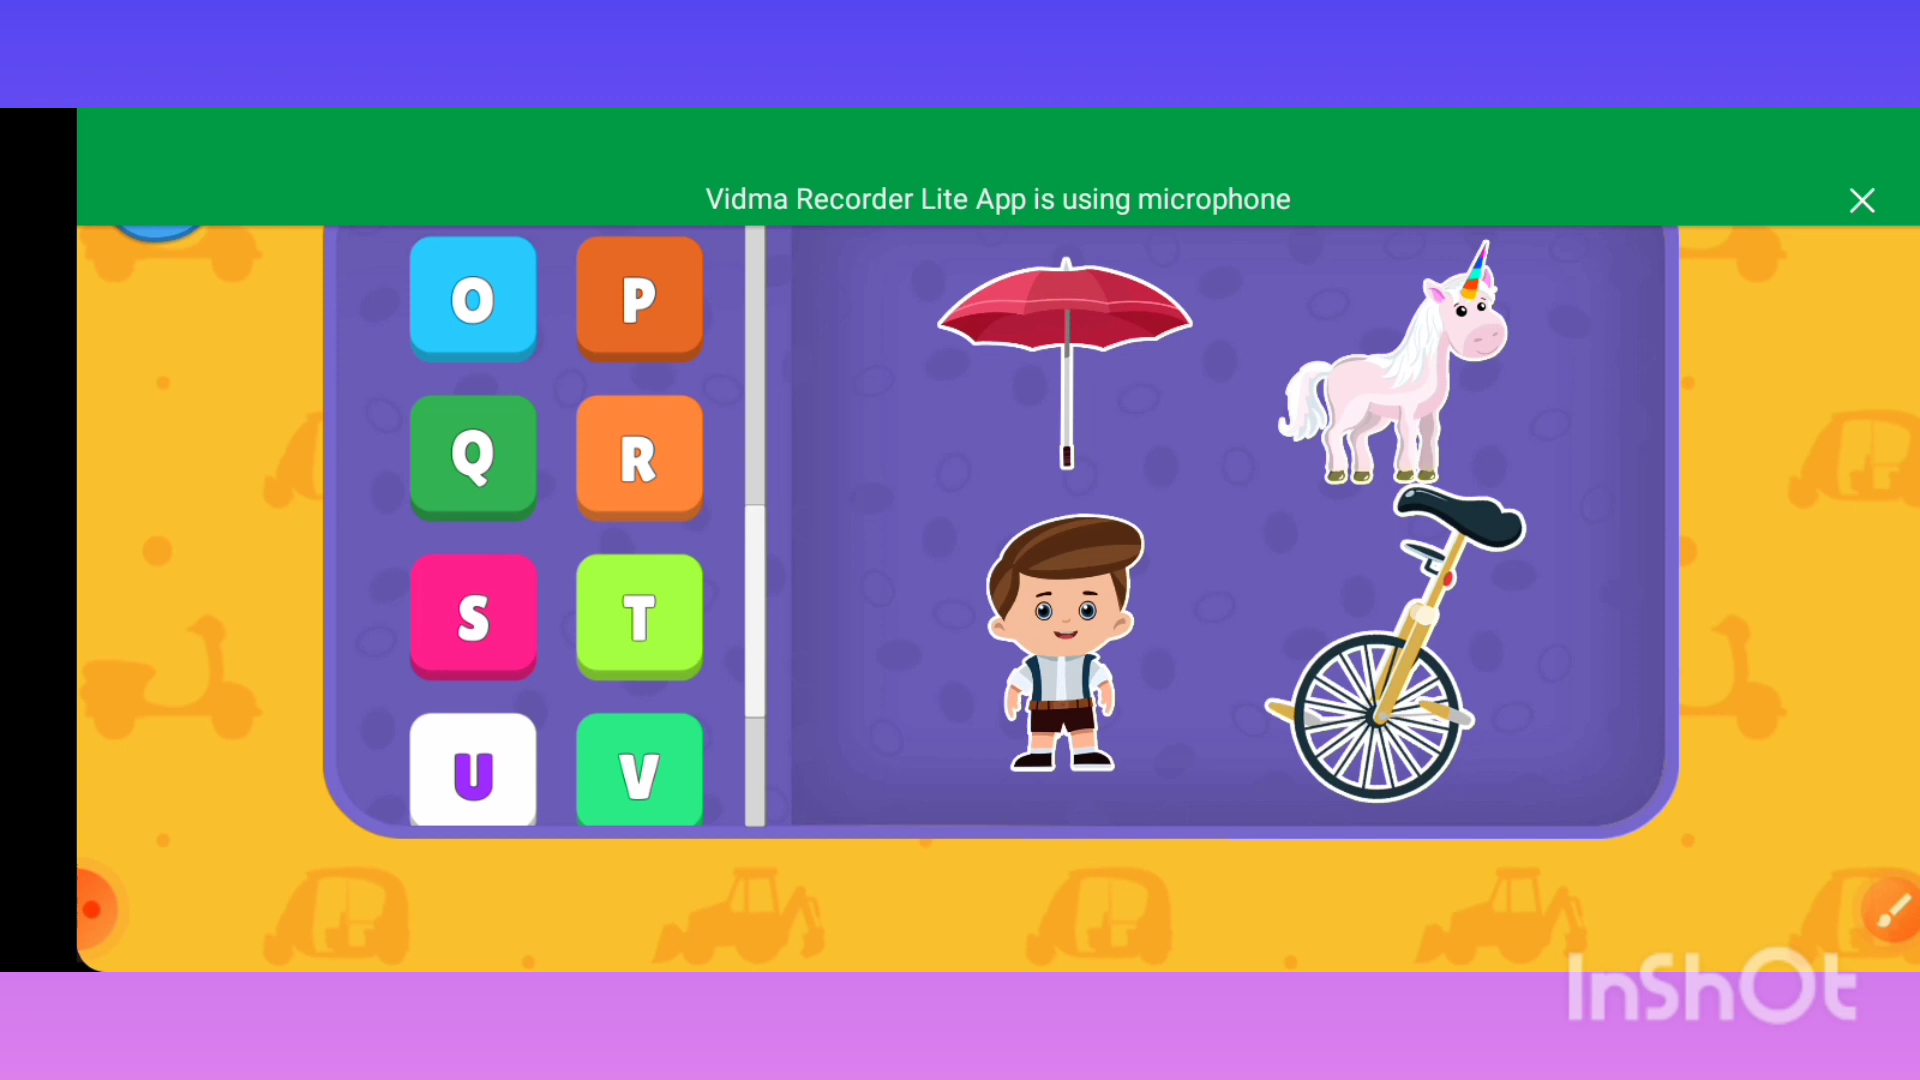 Vidma Recorder Lite App is using microphone
O P
Q R
S T
U V
InShOt